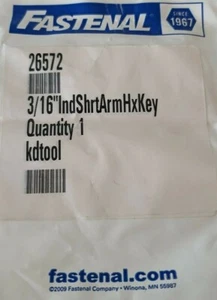 FASTENAL
SINCE
1967
26572
3/16"IndShrtArmHxKey
Quantity 1
kdtool
fastenal.com
©2009 Fastenal Company • Winona, MN 55987